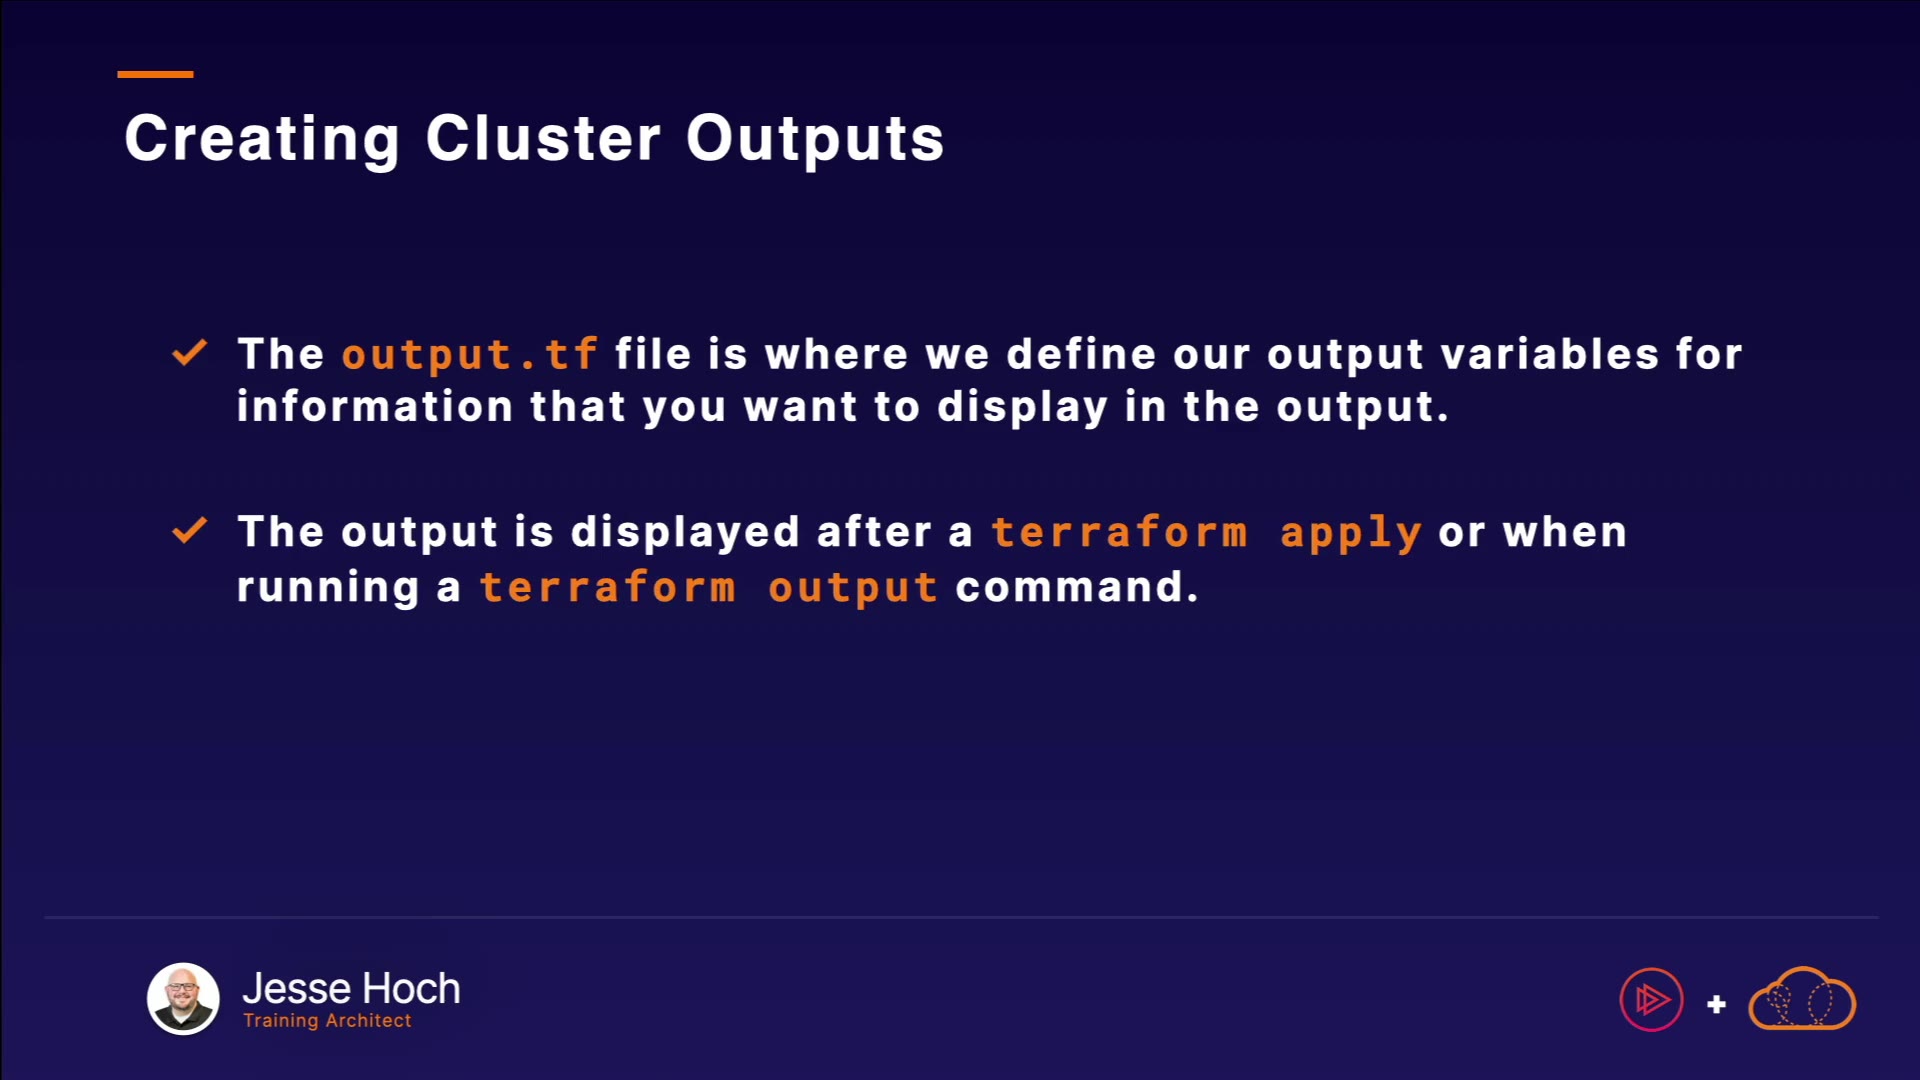 Creating Cluster Outputs
The output.tf file is where we define our output variables for
information that you want to display in the output.
The output is displayed after a terraform apply or when
running a terraform output command.
Jesse Hoch
Training Architect